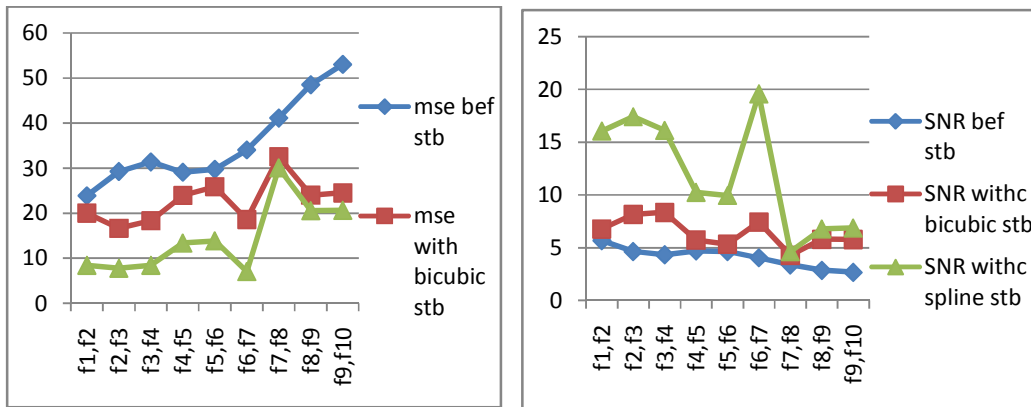 60
50
40
30
20
10
0
f1,f2
f2,f3
f3,f4
f4,f5
f5,f6
f6,f7
f7,f8
f8,f9
f9,f10
mse bef
stb
mse
with
bicubic
stb
25
20
15
10
5
0
f1,f2
f2,f3
f3,f4
f4,f5
f5,f6
f6,f7
f7,f8
f8,f9
f9,f10
SNR bef
stb
SNR withc
bicubic stb
SNR withc
spline stb